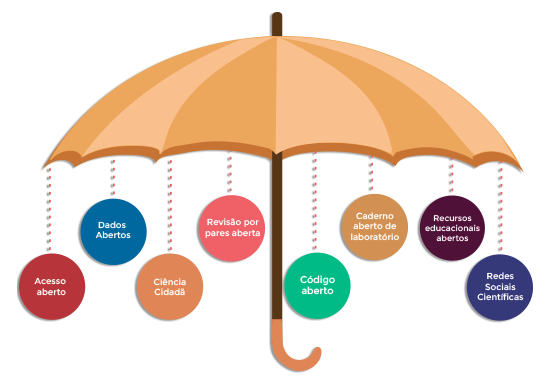 Acesso
aberto
Dados
Abertos
Ciência
Cidadã
Revisão por
pares aberta
Código
aberto
Caderno
aberto de
laboratório
Recursos
educacionais
abertos
Redes
Sociais
Científicas